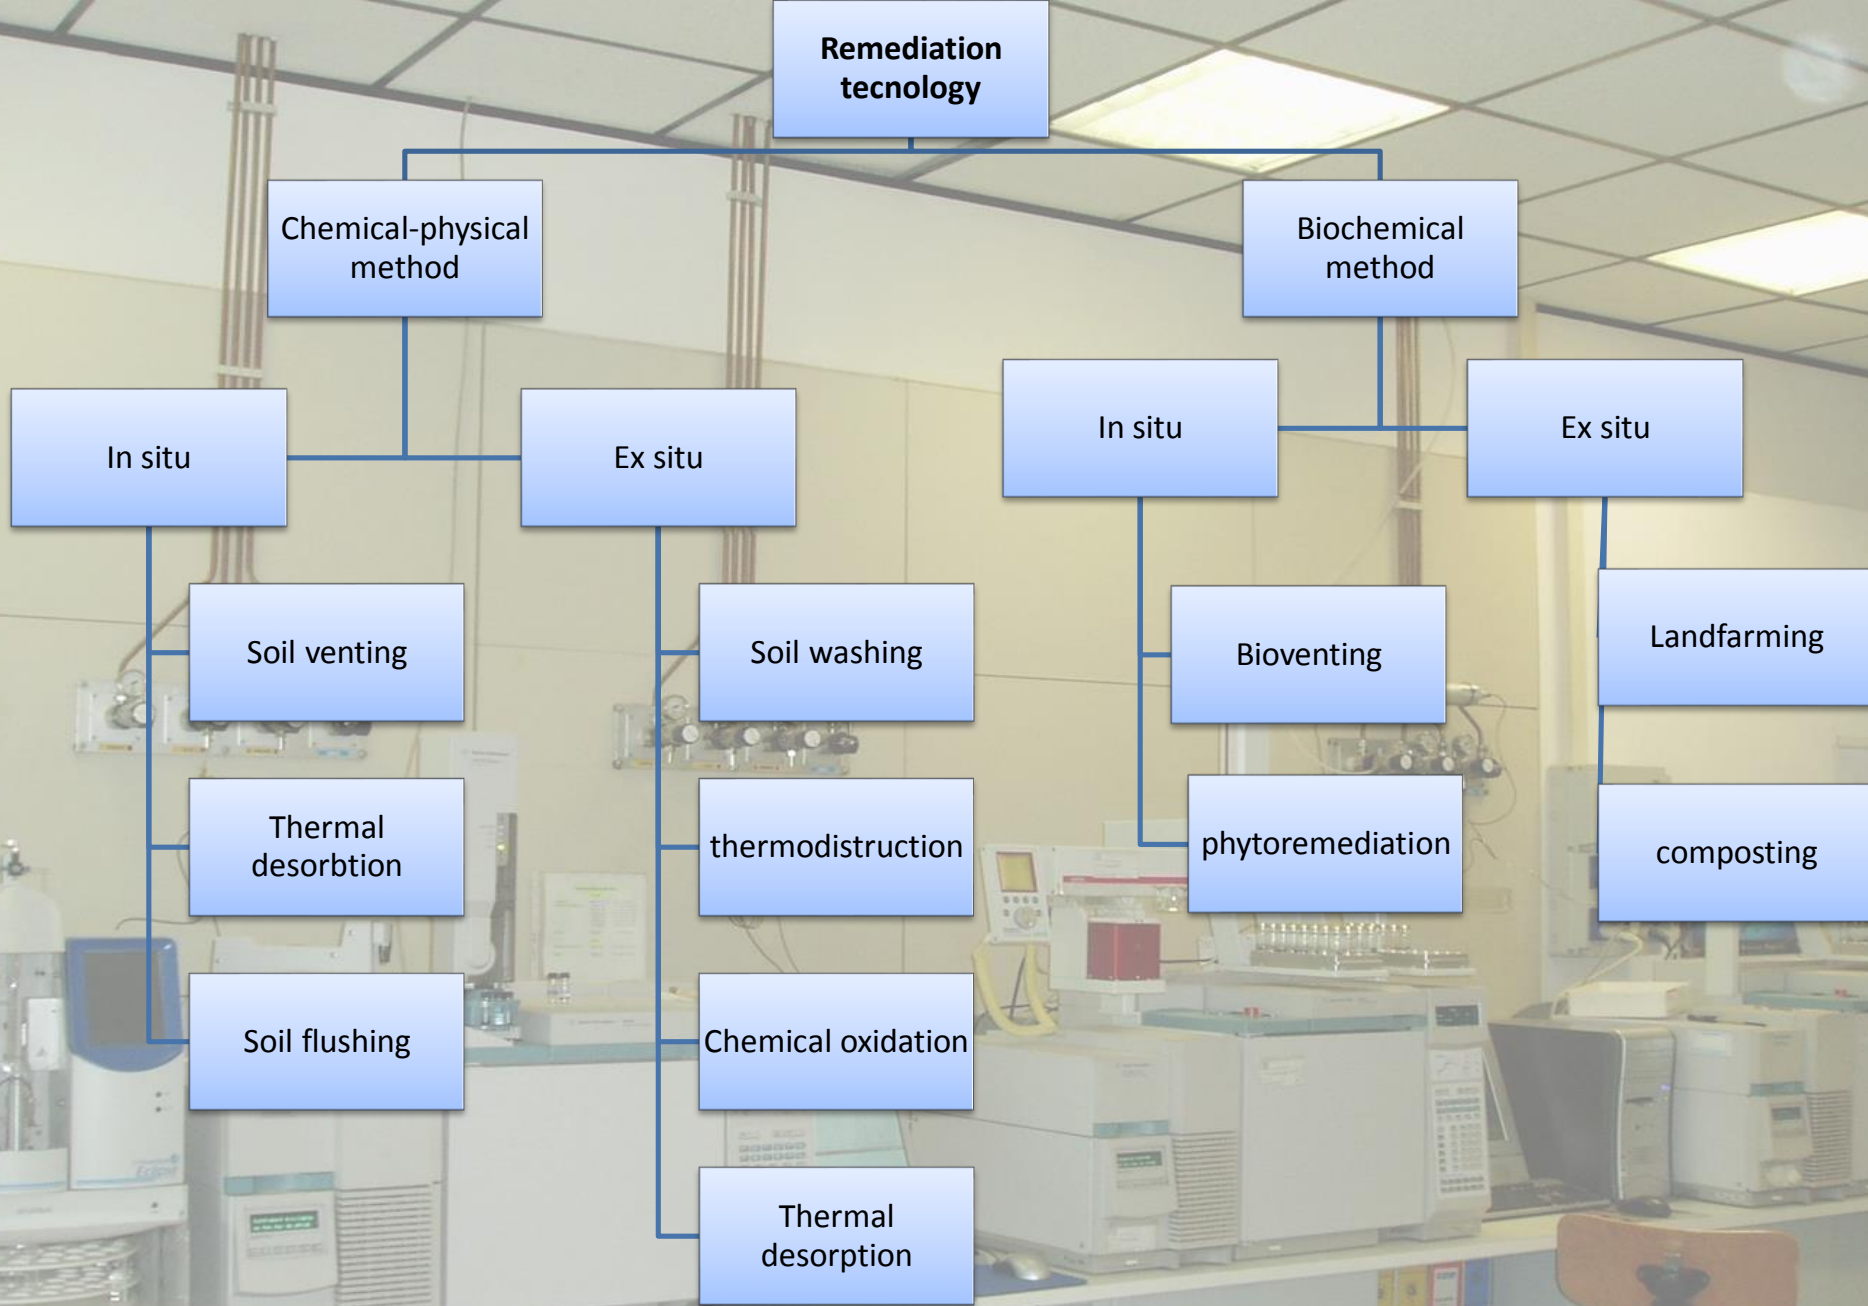 Remediation
tecnology
Chemical-physical
method
Biochemical
method
In situ
Ex situ
In situ
Ex situ
Soil venting
Soil washing
Bioventing
Landfarming
Thermal
desorbtion
thermodistruction
phytoremediation
composting
Soil flushing
Chemical oxidation
Thermal
desorption
Eclipse